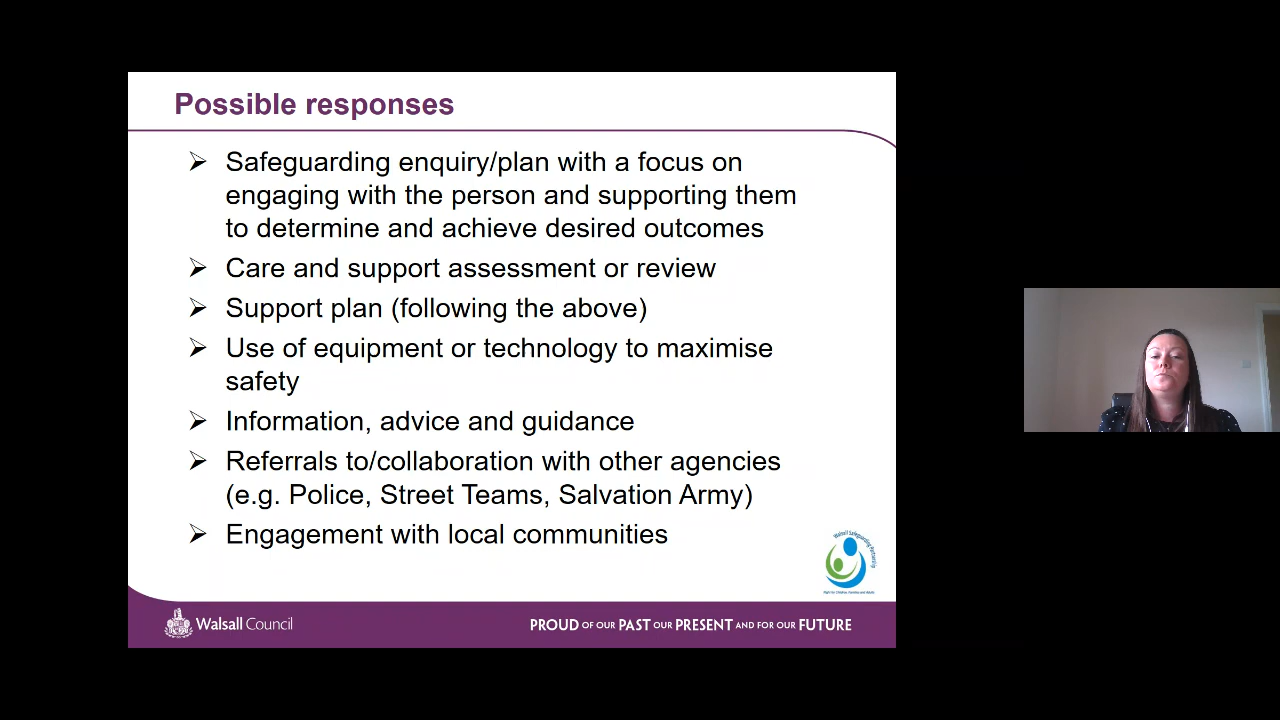 Possible responses
➢ Safeguarding enquiry/plan with a focus on
engaging with the person and supporting them
to determine and achieve desired outcomes
➢ Care and support assessment or review
➢ Support plan (following the above)
➢ Use of equipment or technology to maximise
safety
➢ Information, advice and guidance
➢ Referrals to/collaboration with other agencies
(e.g. Police, Street Teams, Salvation Army)
➢ Engagement with local communities
Walsall Safeguarding Partnership
Walsall Council
PROUD OF OUR PAST OUR PRESENT AND FOR OUR FUTURE